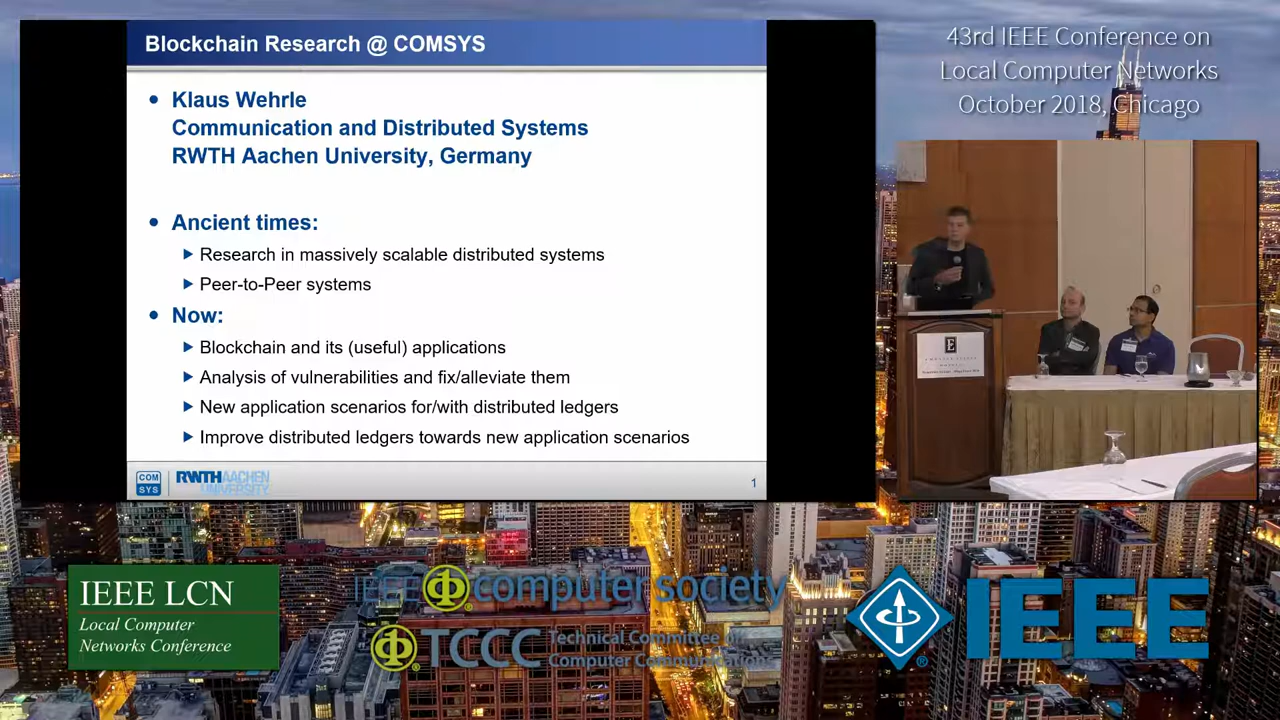 Blockchain Research @ COMSYS
Klaus Wehrle
Communication and Distributed Systems
RWTH Aachen University, Germany
Ancient times:
Research in massively scalable distributed systems
Peer-to-Peer systems
Now:
Blockchain and its (useful) applications
Analysis of vulnerabilities and fix/alleviate them
New application scenarios for/with distributed ledgers
Improve distributed ledgers towards new application scenarios
COM
SYS
RWTHAACHEN
UNIVERSITY
1
43rd IEEE Conference on
Local Computer Networks
October 2018, Chicago
E
IEEE LCN
Local Computer
Networks Conference
IEEE computer society
TCCC Technical Committee on
Computer Communications
IEEE